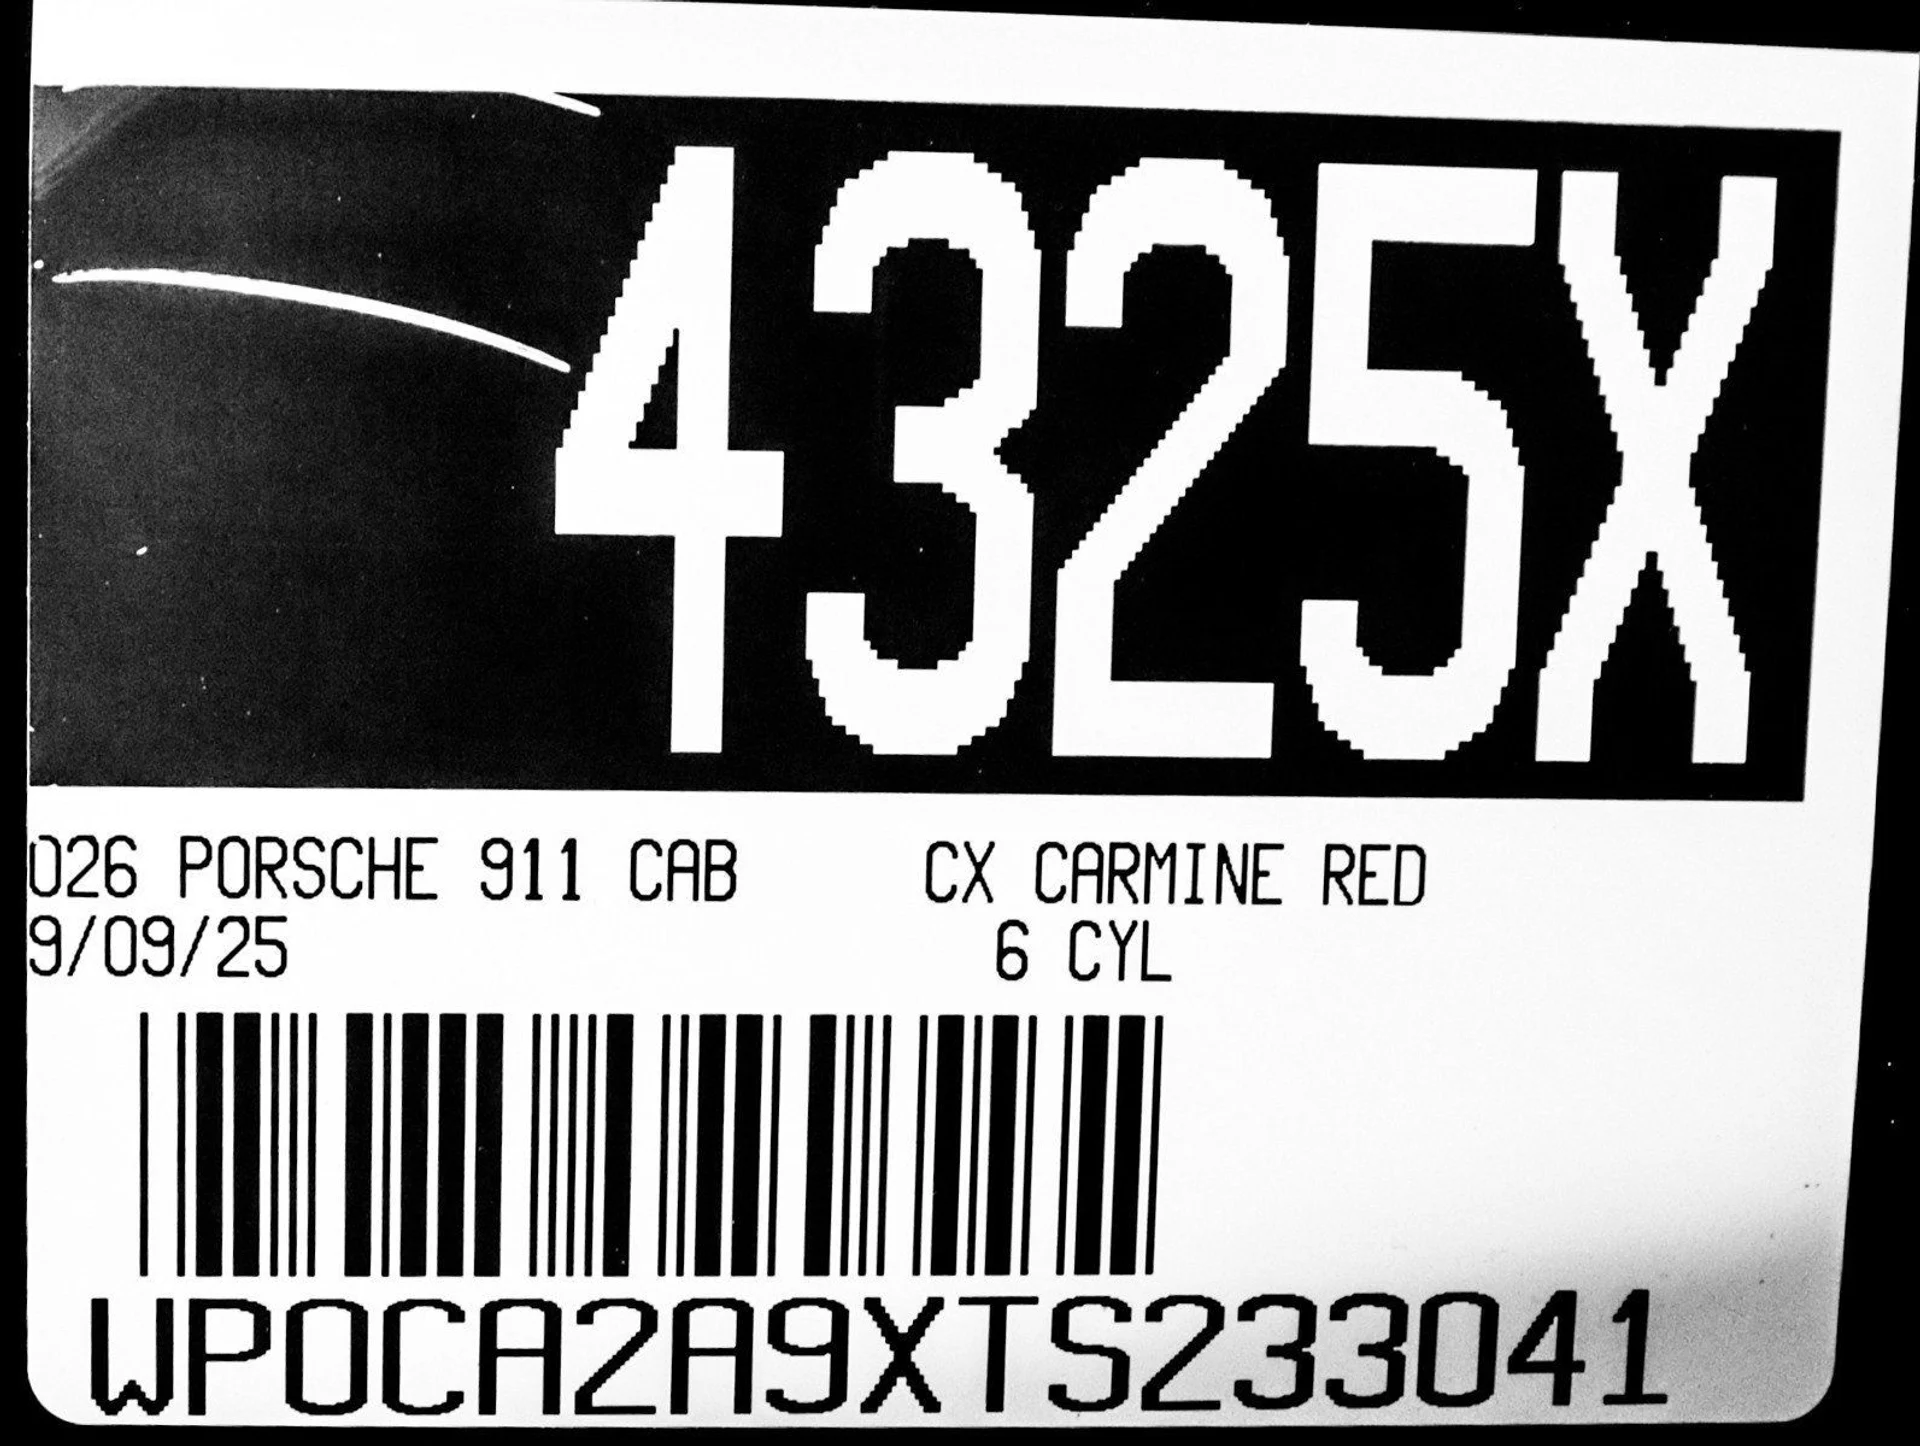 4325X
026 PORSCHE 911 CAB CX CARMINE RED
9/09/25 6 CYL
WP0CA2A9XTS233041